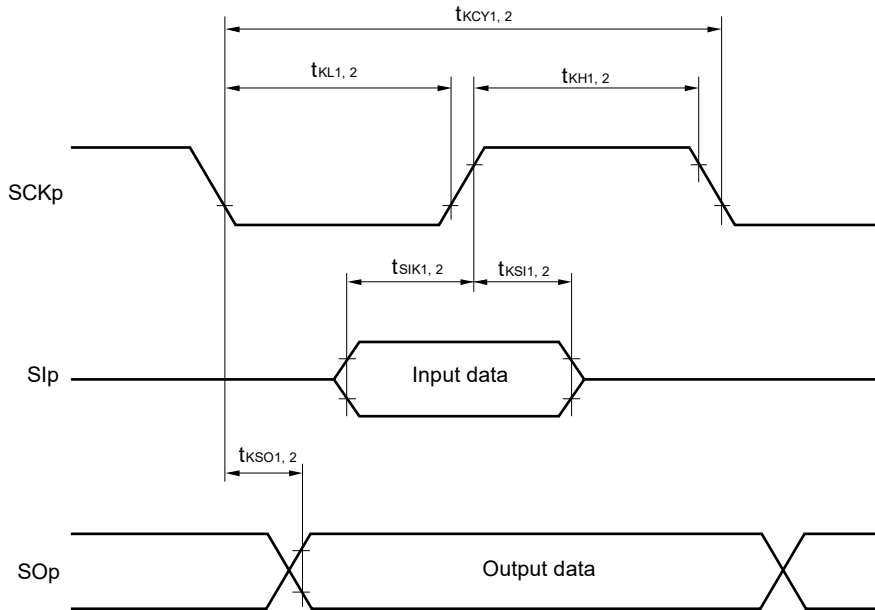 tKCY1, 2
tKL1, 2
tKH1, 2
SCKp
tSIK1, 2
tKSI1, 2
SIp
Input data
tKSO1, 2
SOp
Output data